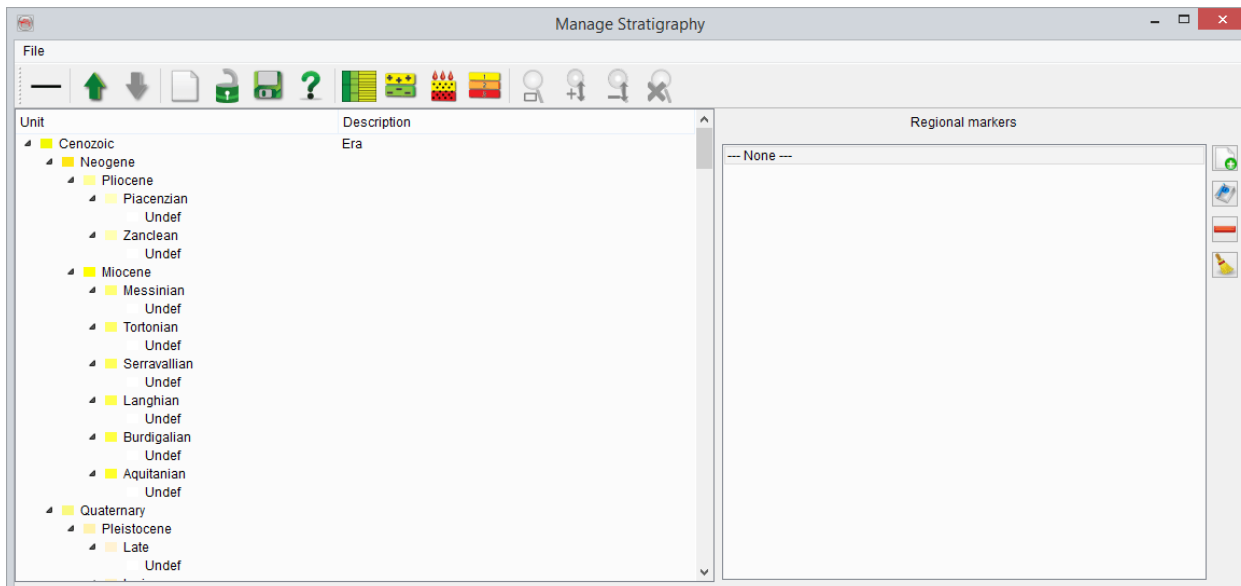 Manage Stratigraphy
File
Unit Description
Regional markers
Cenozoic Era
--- None ---
Neogene
Pliocene
Piacenzian
Undef
Zanclean
Undef
Miocene
Messinian
Undef
Tortonian
Undef
Serravallian
Undef
Langhian
Undef
Burdigalian
Undef
Aquitanian
Undef
Quaternary
Pleistocene
Late
Undef